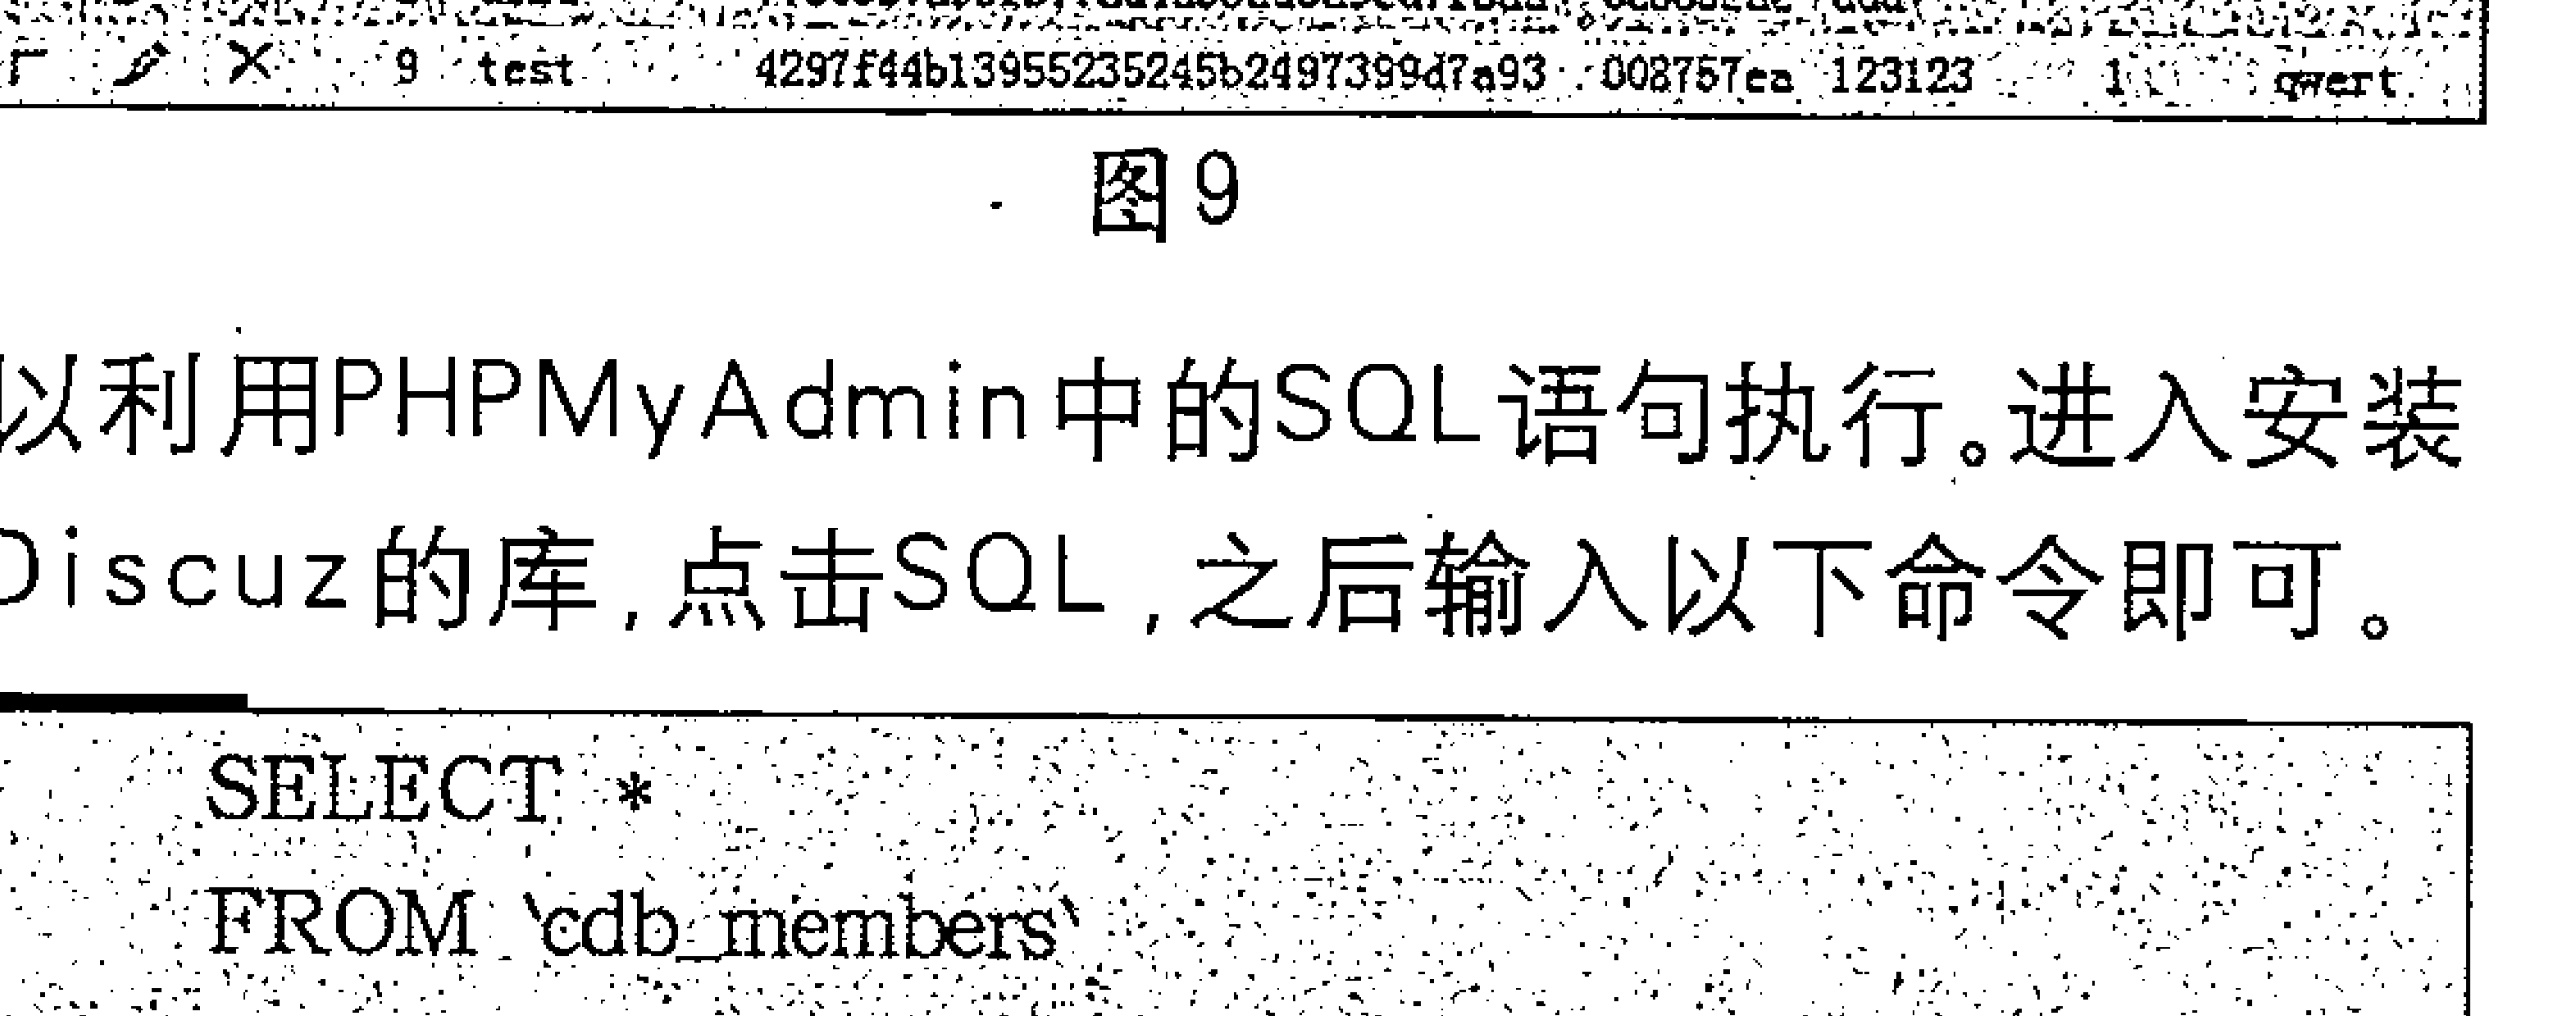 9 test 4297f44b13955235245b2497399d7a93 008757ea 123123 1 qwert
图9
以利用PHPMyAdmin中的SQL语句执行。进入安装
Discuz的库,点击SQL,之后输入以下命令即可。
SELECT *
FROM `cdb_members`